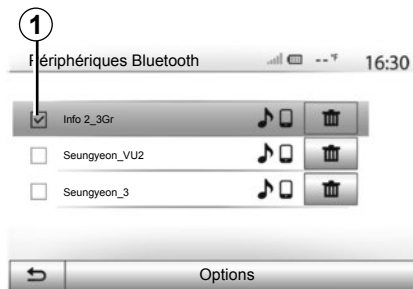 1
Périphériques Bluetooth -- °F 16:30
Info 2_3Gr
Seungyeon_VU2
Seungyeon_3
Options